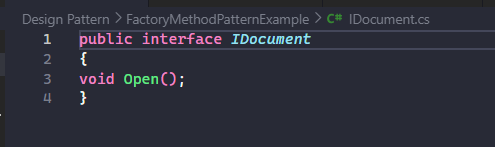 Design Pattern > FactoryMethodPatternExample > C# IDocument.cs
1 public interface IDocument
2 {
3 void Open();
4 }